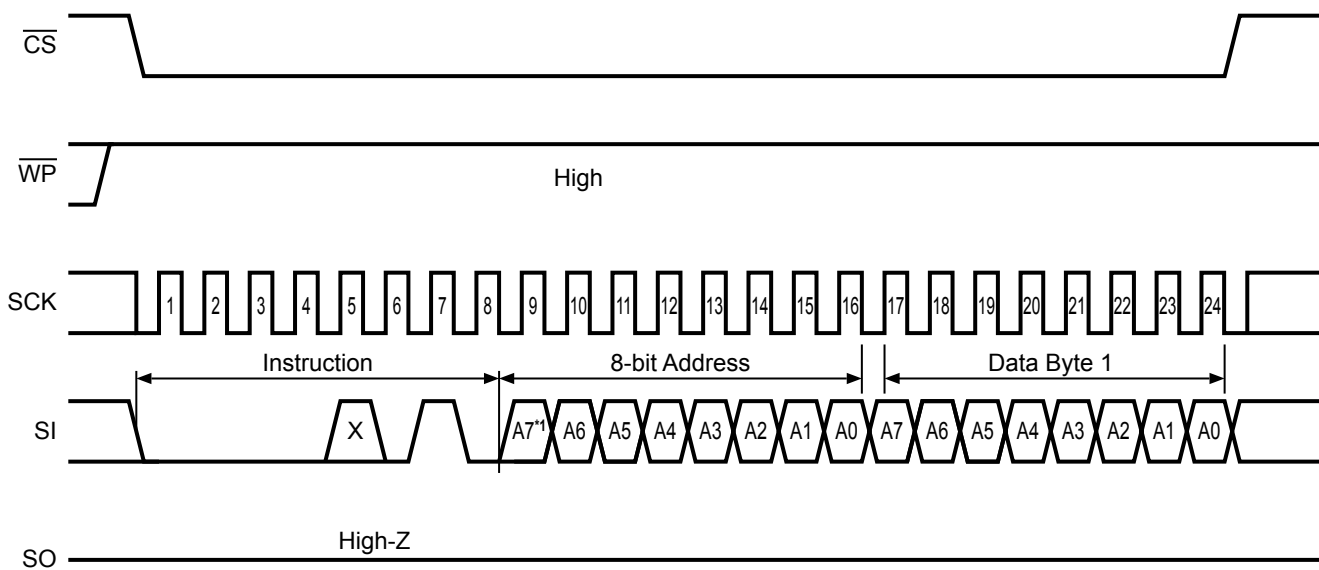 CS
WP
High
SCK
1 2 3 4 5 6 7 8 9 10 11 12 13 14 15 16 17 18 19 20 21 22 23 24
Instruction 8-bit Address Data Byte 1
SI
X A7*1 A6 A5 A4 A3 A2 A1 A0 A7 A6 A5 A4 A3 A2 A1 A0
High-Z
SO